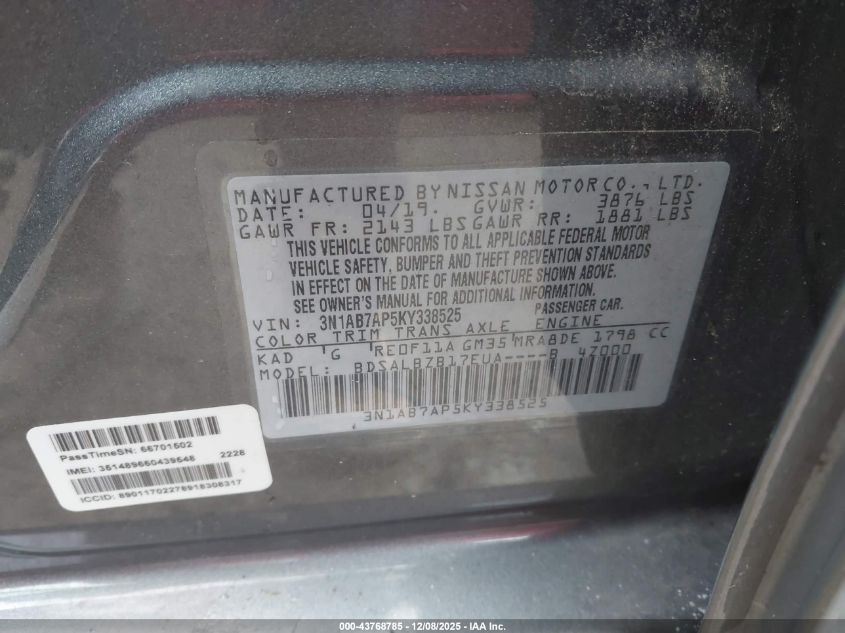 MANUFACTURED BY NISSAN MOTOR CO., LTD.
DATE: 04/19. GVWR: 3876 LBS
GAWR FR: 2143 LBS GAWR RR: 1881 LBS
THIS VEHICLE CONFORMS TO ALL APPLICABLE FEDERAL MOTOR
VEHICLE SAFETY, BUMPER AND THEFT PREVENTION STANDARDS
IN EFFECT ON THE DATE OF MANUFACTURE SHOWN ABOVE.
SEE OWNER'S MANUAL FOR ADDITIONAL INFORMATION.
VIN: 3N1AB7AP5KY338525 PASSENGER CAR.
COLOR TRIM TRANS AXLE ENGINE
KAD G RE0F11A GM35 MRA8DE 1798 CC
MODEL: BDSALBZB17EUA----B 4Z000
3N1AB7AP5KY338525
PassTimeSN: 66701502
IMEI: 351489660439648 2228
ICCID: 89011702278918308317
000-43768785 - 12/08/2025 - IAA Inc.